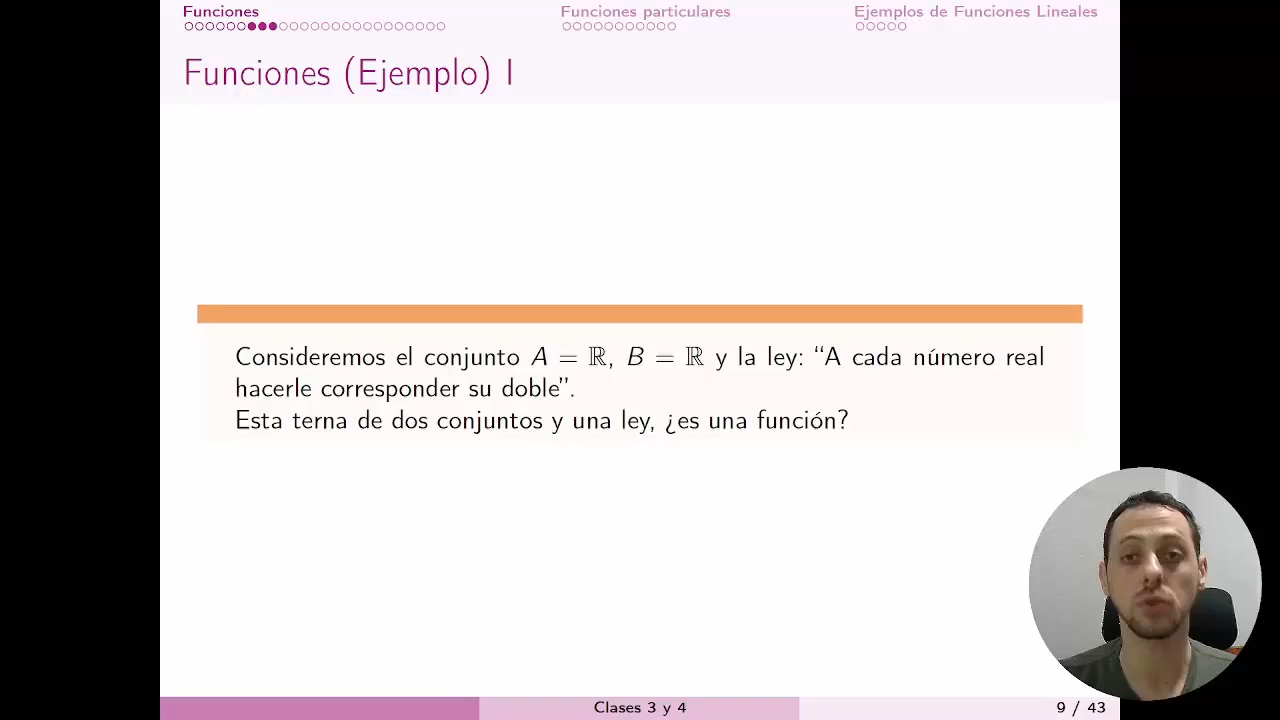 Funciones
Funciones particulares
Ejemplos de Funciones Lineales
Funciones (Ejemplo) I
Consideremos el conjunto A = ℝ, B = ℝ y la ley: “A cada número real
hacerle corresponder su doble”.
Esta terna de dos conjuntos y una ley, ¿es una función?
Clases 3 y 4
9 / 43